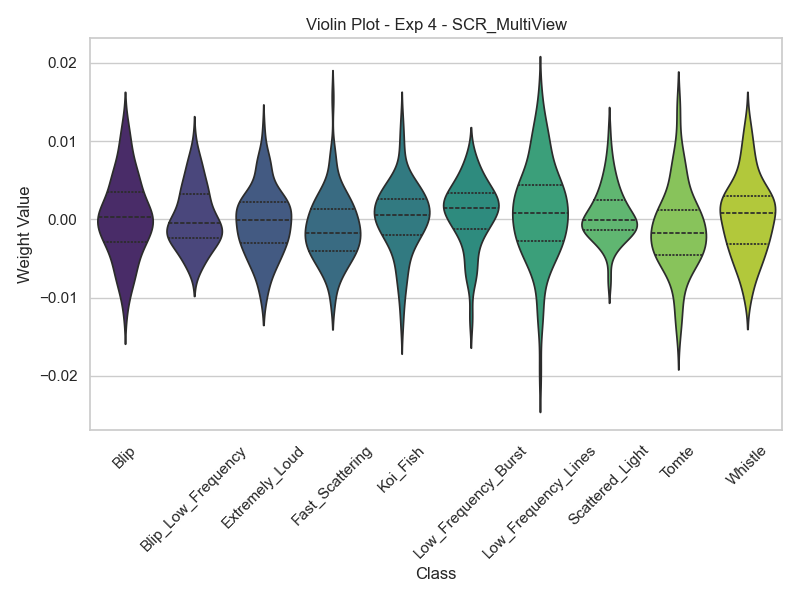 Violin Plot - Exp 4 - SCR_MultiView
Weight Value
0.02
0.01
0.00
−0.01
−0.02
Blip
Blip_Low_Frequency
Extremely_Loud
Fast_Scattering
Koi_Fish
Low_Frequency_Burst
Low_Frequency_Lines
Scattered_Light
Tomte
Whistle
Class